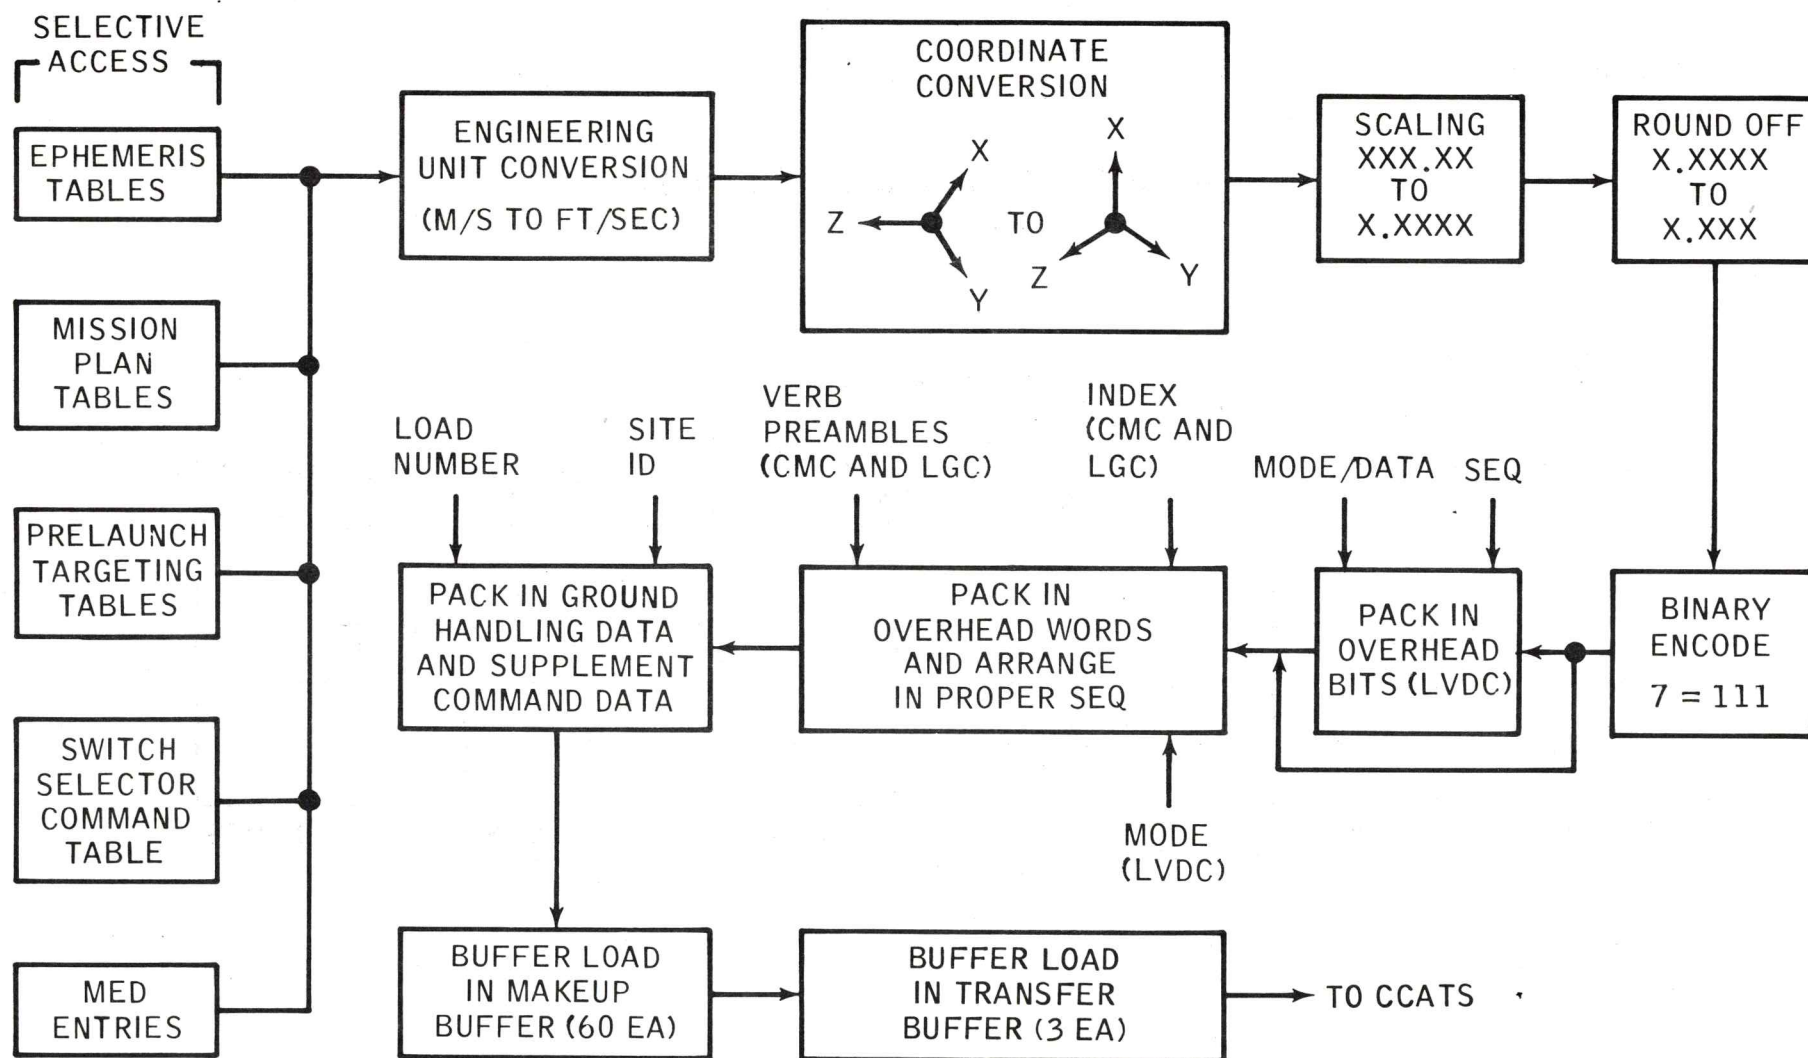 SELECTIVE
ACCESS
EPHEMERIS
TABLES
MISSION
PLAN
TABLES
PRELAUNCH
TARGETING
TABLES
SWITCH
SELECTOR
COMMAND
TABLE
MED
ENTRIES
ENGINEERING
UNIT CONVERSION
(M/S TO FT/SEC)
COORDINATE
CONVERSION
X
Z
Y
TO
X
Z
Y
SCALING
XXX.XX
TO
X.XXXX
ROUND OFF
X.XXXX
TO
X.XXX
BINARY
ENCODE
7 = 111
MODE/DATA
SEQ
PACK IN
OVERHEAD
BITS (LVDC)
VERB
PREAMBLES
(CMC AND LGC)
INDEX
(CMC AND
LGC)
PACK IN
OVERHEAD WORDS
AND ARRANGE
IN PROPER SEQ
MODE
(LVDC)
LOAD
NUMBER
SITE
ID
PACK IN GROUND
HANDLING DATA
AND SUPPLEMENT
COMMAND DATA
BUFFER LOAD
IN MAKEUP
BUFFER (60 EA)
BUFFER LOAD
IN TRANSFER
BUFFER (3 EA)
TO CCATS